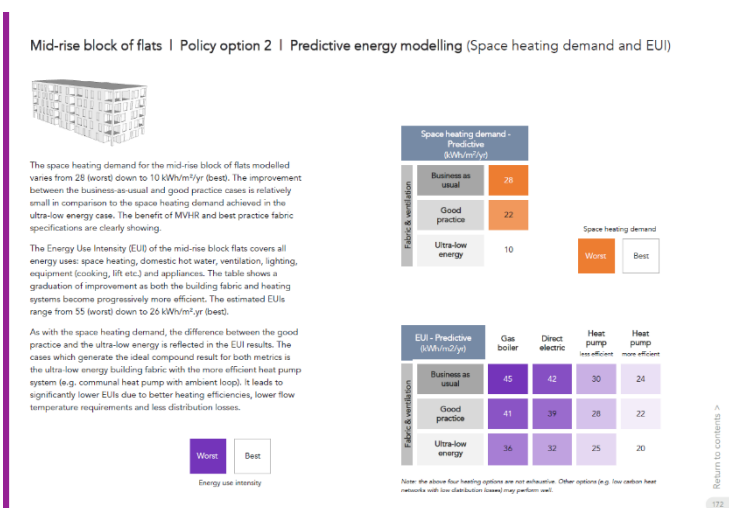 Mid-rise block of flats | Policy option 2 | Predictive energy modelling (Space heating demand and EUI)
The space heating demand for the mid-rise block of flats modelled
varies from 28 (worst) down to 10 kWh/m²/yr (best). The improvement
between the business-as-usual and good practice cases is relatively
small in comparison to the space heating demand achieved in the
ultra-low energy case. The benefit of MVHR and best practice fabric
specifications are clearly showing.
The Energy Use Intensity (EUI) of the mid-rise block flats covers all
energy uses: space heating, domestic hot water, ventilation, lighting,
equipment (cooking, lift etc.) and appliances. The table shows a
graduation of improvement as both the building fabric and heating
systems become progressively more efficient. The estimated EUIs
range from 55 (worst) down to 26 kWh/m².yr (best).
As with the space heating demand, the difference between the good
practice and the ultra-low energy is reflected in the EUI results. The
cases which generate the ideal compound result for both metrics is
the ultra-low energy building fabric with the more efficient heat pump
system (e.g. communal heat pump with ambient loop). It leads to
significantly lower EUIs due to better heating efficiencies, lower flow
temperature requirements and less distribution losses.
Worst Best
Energy use intensity
Space heating demand -
Predictive
(kWh/m²/yr)
Fabric & ventilation
Business as
usual
28
Good
practice
22
Ultra-low
energy
10
Space heating demand
Worst Best
EUI - Predictive
(kWh/m2/yr)
Gas
boiler
Direct
electric
Heat
pump
less efficient
Heat
pump
more efficient
Fabric & ventilation
Business as
usual
45 42 30 24
Good
practice
41 39 28 22
Ultra-low
energy
36 32 25 20
Note: the above four heating options are not exhaustive. Other options (e.g. low carbon heat
networks with low distribution losses) may perform well.
Return to contents >
172